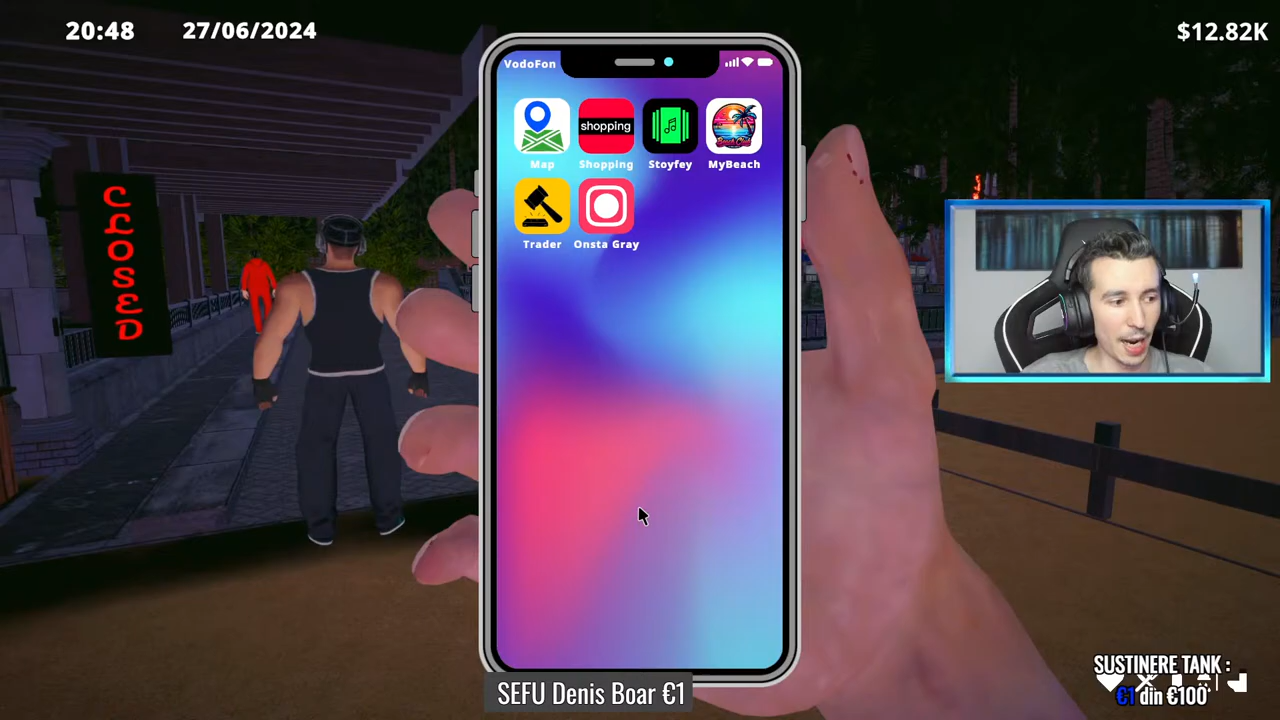 20:48
27/06/2024
$12.82K
VodoFon
shopping
Map
Shopping
Stoyfey
MyBeach
Trader
Onsta Gray
CLOSED
SUSTINERE TANK :
€1 din €100
SEFU Denis Boar €1